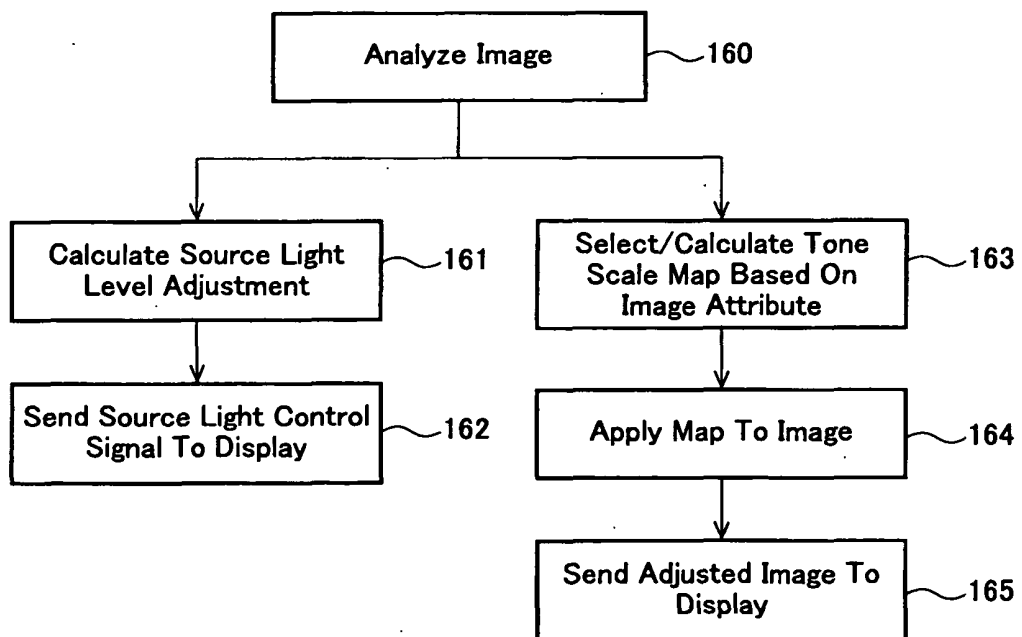 Analyze Image
160
Calculate Source Light
Level Adjustment
161
Select/Calculate Tone
Scale Map Based On
Image Attribute
163
Send Source Light Control
Signal To Display
162
Apply Map To Image
164
Send Adjusted Image To
Display
165